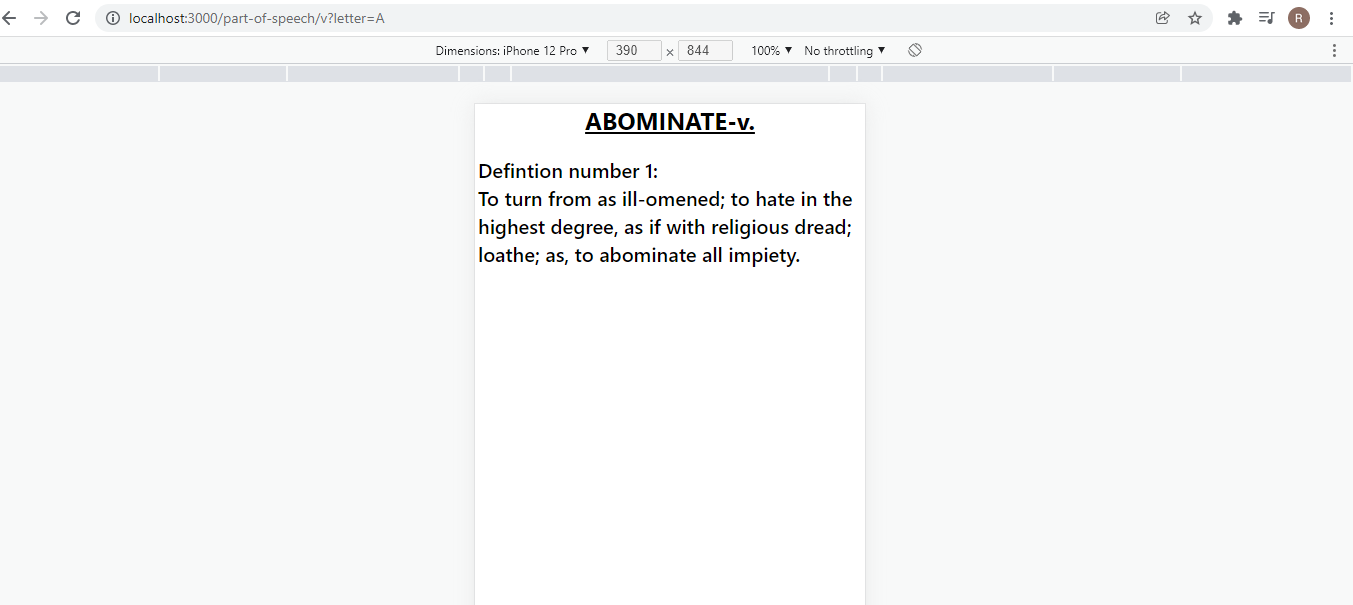 localhost:3000/part-of-speech/v?letter=A
R
Dimensions: iPhone 12 Pro ▼ 390 × 844 100% ▼ No throttling ▼
ABOMINATE-v.
Defintion number 1:
To turn from as ill-omened; to hate in the
highest degree, as if with religious dread;
loathe; as, to abominate all impiety.